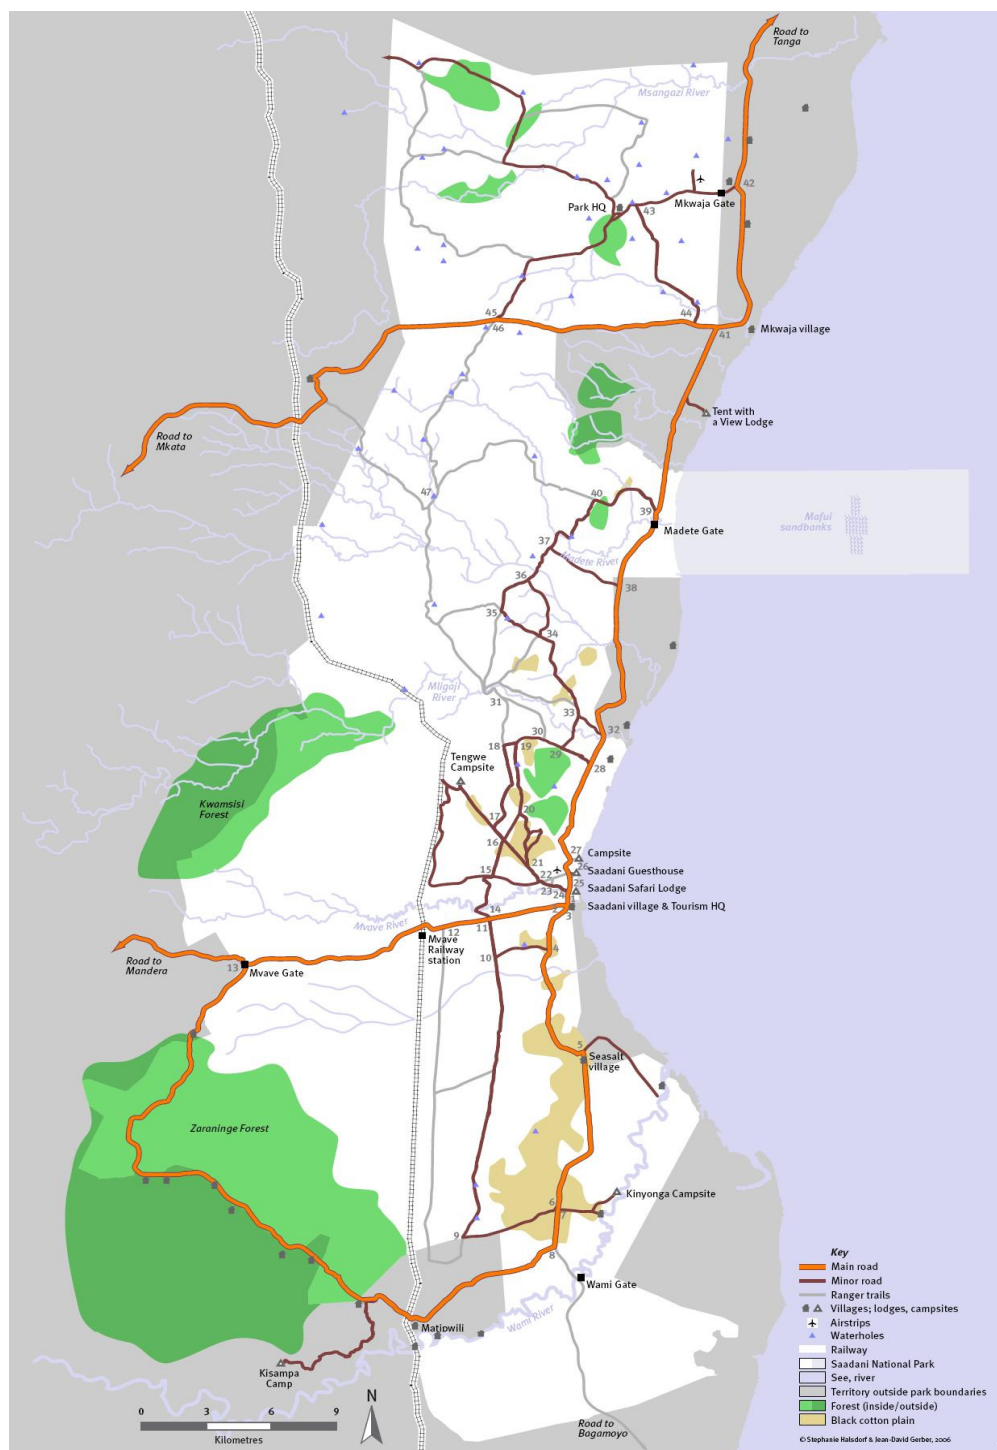 Road to
Tanga
Msangazi River
42
Park HQ
43
Mkwaja Gate
45
46
44
41
Mkwaja village
Tent with
a View Lodge
Road to
Mkata
47
40
39
Madete Gate
Mafui
sandbanks
37
Madete River
36
38
35
34
Mligaji
River
31
33
32
30
18
19
29
28
Tengwe
Campsite
Kwamsisi
Forest
20
17
16
27
Campsite
21
26
Saadani Guesthouse
15
22
23
25
Saadani Safari Lodge
24
1
14
2
3
Saadani village & Tourism HQ
Mvave River
11
12
Mvave
Railway
station
4
10
Road to
Mandera
13
Mvave Gate
5
Seasalt
village
Zaraninge Forest
Kinyonga Campsite
6
7
9
8
Wami Gate
Wami River
Matipwili
Kisampa
Camp
N
0
3
6
9
Kilometres
Road to
Bagamoyo
Key
Main road
Minor road
Ranger trails
Villages; lodges, campsites
Airstrips
Waterholes
Railway
Saadani National Park
See, river
Territory outside park boundaries
Forest (inside/outside)
Black cotton plain
© Stephanie Halsdorf & Jean-David Gerber, 2006